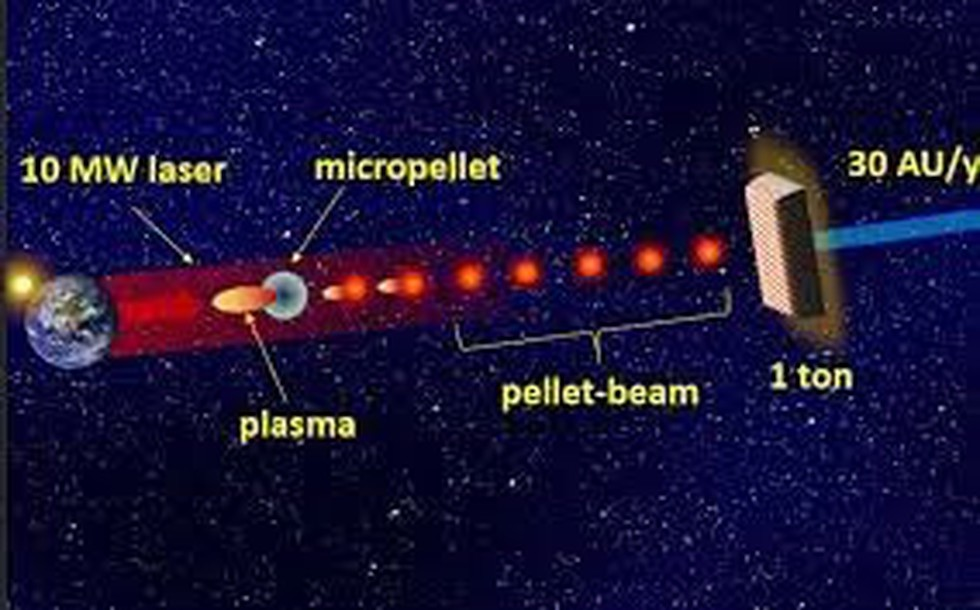 10 MW laser
micropellet
30 AU/y
plasma
pellet-beam
1 ton